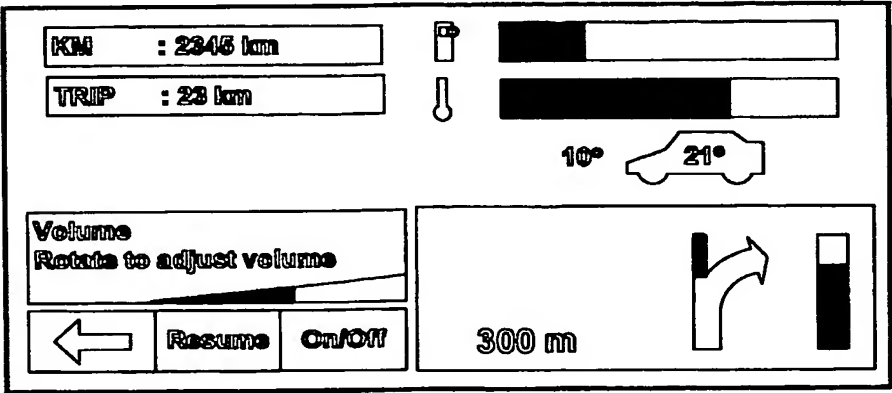 KM : 2345 km
TRIP : 23 km
10° 21°
Volume
Rotate to adjust volume
Resume On/Off
300 m